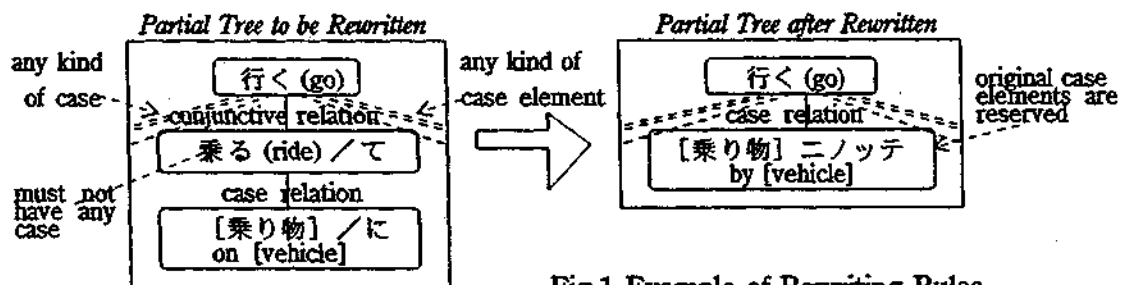 Partial Tree to be Rewritten
any kind of case
行く (go)
any kind of case element
conjunctive relation
乗る (ride) ／て
must not have any case
case relation
［乗り物］／に
on [vehicle]
Partial Tree after Rewritten
行く (go)
original case elements are reserved
case relation
［乗り物］ニノッテ
by [vehicle]
Fig.1 Example of Rewriting Rules